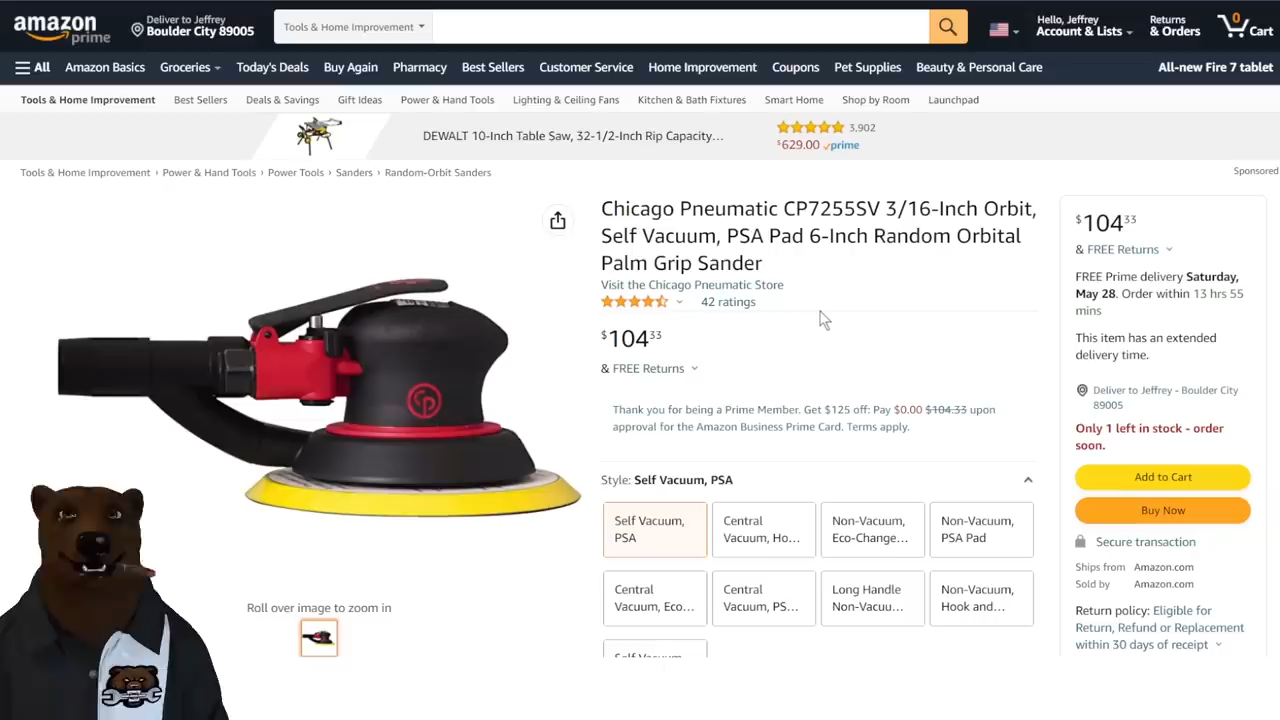 amazon
prime
Deliver to Jeffrey
Boulder City 89005
Tools & Home Improvement
Hello, Jeffrey
Account & Lists
Returns
& Orders
0
Cart
All
Amazon Basics
Groceries
Today's Deals
Buy Again
Pharmacy
Best Sellers
Customer Service
Home Improvement
Coupons
Pet Supplies
Beauty & Personal Care
All-new Fire 7 tablet
Tools & Home Improvement
Best Sellers
Deals & Savings
Gift Ideas
Power & Hand Tools
Lighting & Ceiling Fans
Kitchen & Bath Fixtures
Smart Home
Shop by Room
Launchpad
DEWALT 10-Inch Table Saw, 32-1/2-Inch Rip Capacity…
3,902
$629.00 prime
Tools & Home Improvement › Power & Hand Tools › Power Tools › Sanders › Random-Orbit Sanders
Sponsored
Chicago Pneumatic CP7255SV 3/16-Inch Orbit,
Self Vacuum, PSA Pad 6-Inch Random Orbital
Palm Grip Sander
Visit the Chicago Pneumatic Store
42 ratings
$104 33
& FREE Returns
Thank you for being a Prime Member. Get $125 off: Pay $0.00 $104.33 upon
approval for the Amazon Business Prime Card. Terms apply.
Style: Self Vacuum, PSA
Self Vacuum,
PSA
Central
Vacuum, Ho...
Non-Vacuum,
Eco-Change...
Non-Vacuum,
PSA Pad
Central
Vacuum, Eco...
Central
Vacuum, PS...
Long Handle
Non-Vacuu...
Non-Vacuum,
Hook and...
cp
Roll over image to zoom in
$104 33
& FREE Returns
FREE Prime delivery Saturday,
May 28. Order within 13 hrs 55
mins
This item has an extended
delivery time.
Deliver to Jeffrey - Boulder City
89005
Only 1 left in stock - order
soon.
Add to Cart
Buy Now
Secure transaction
Ships from Amazon.com
Sold by Amazon.com
Return policy: Eligible for
Return, Refund or Replacement
within 30 days of receipt